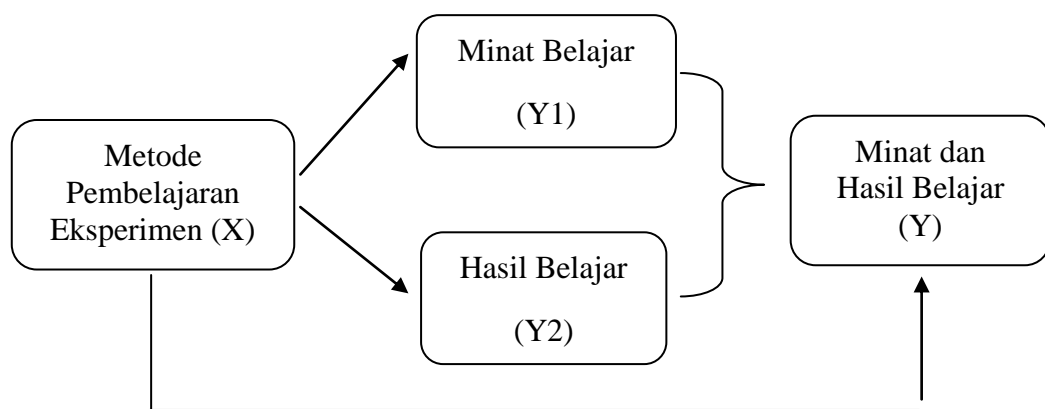 Metode
Pembelajaran
Eksperimen (X)
Minat Belajar
(Y1)
Hasil Belajar
(Y2)
Minat dan
Hasil Belajar
(Y)